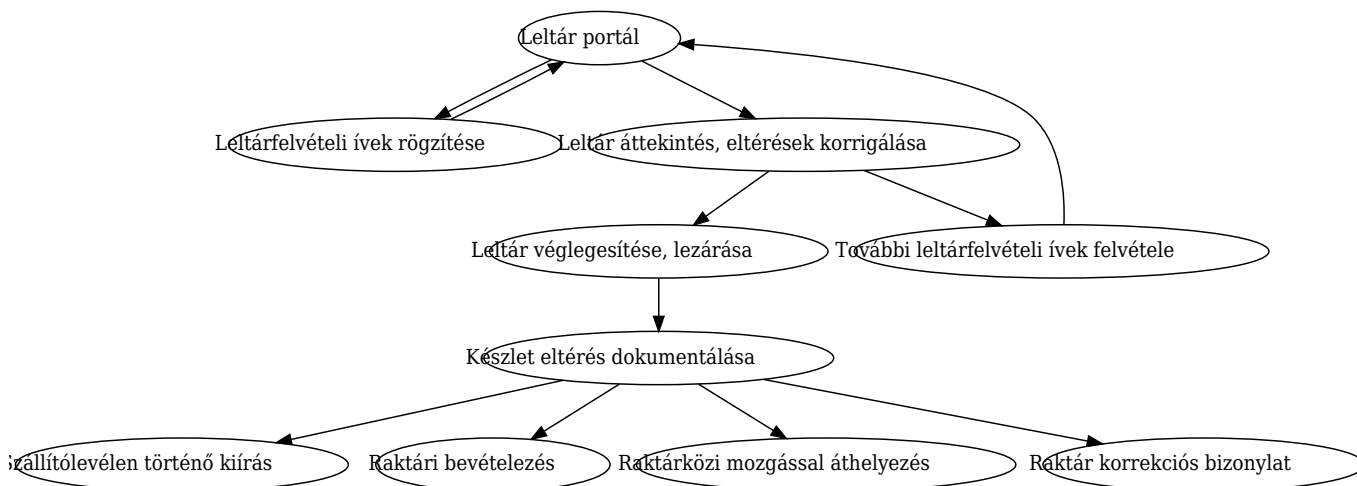 Leltár portál
Leltárfelvételi ívek rögzítése
Leltár áttekintés, eltérések korrigálása
Leltár véglegesítése, lezárása
További leltárfelvételi ívek felvétele
Készlet eltérés dokumentálása
Szállítólevélen történő kiírás
Raktári bevételezés
Raktárközi mozgással áthelyezés
Raktár korrekciós bizonylat